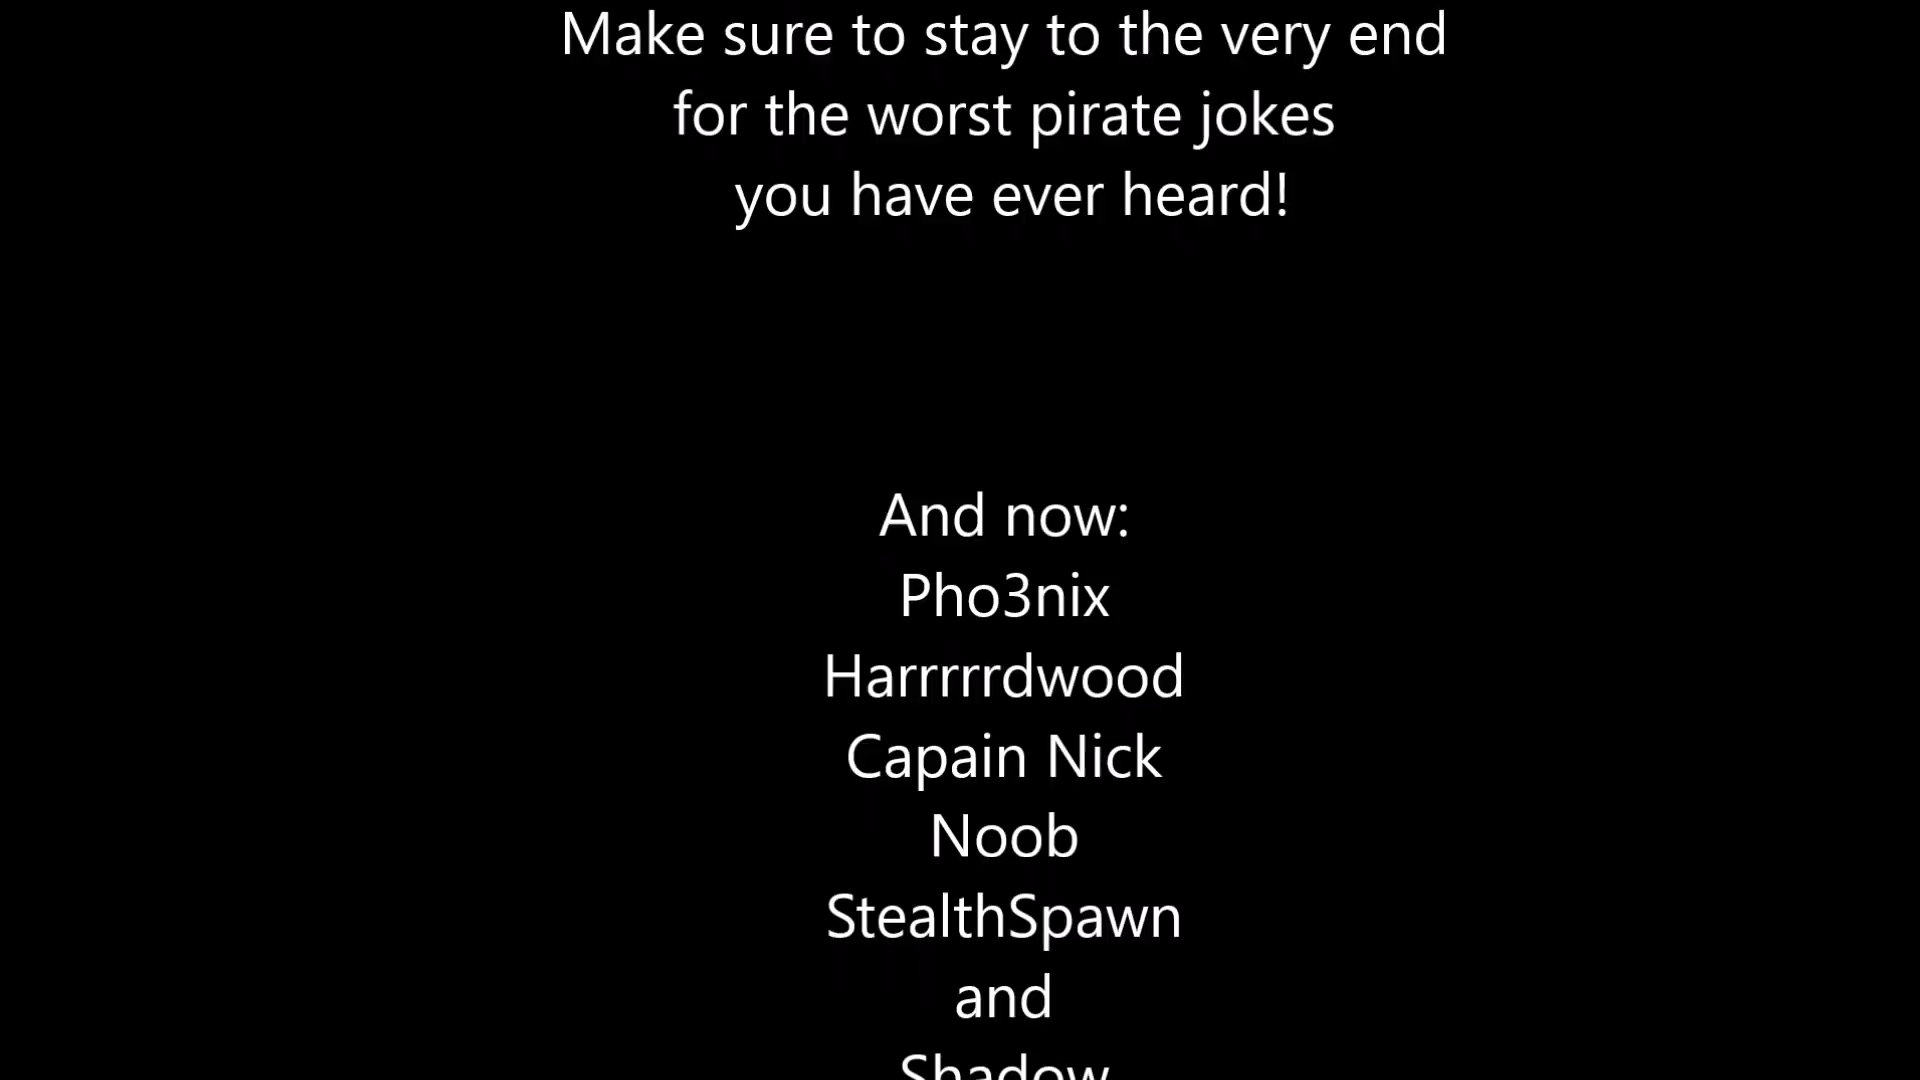 Make sure to stay to the very end
for the worst pirate jokes
you have ever heard!
And now:
Pho3nix
Harrrrrdwood
Capain Nick
Noob
StealthSpawn
and
Shadow